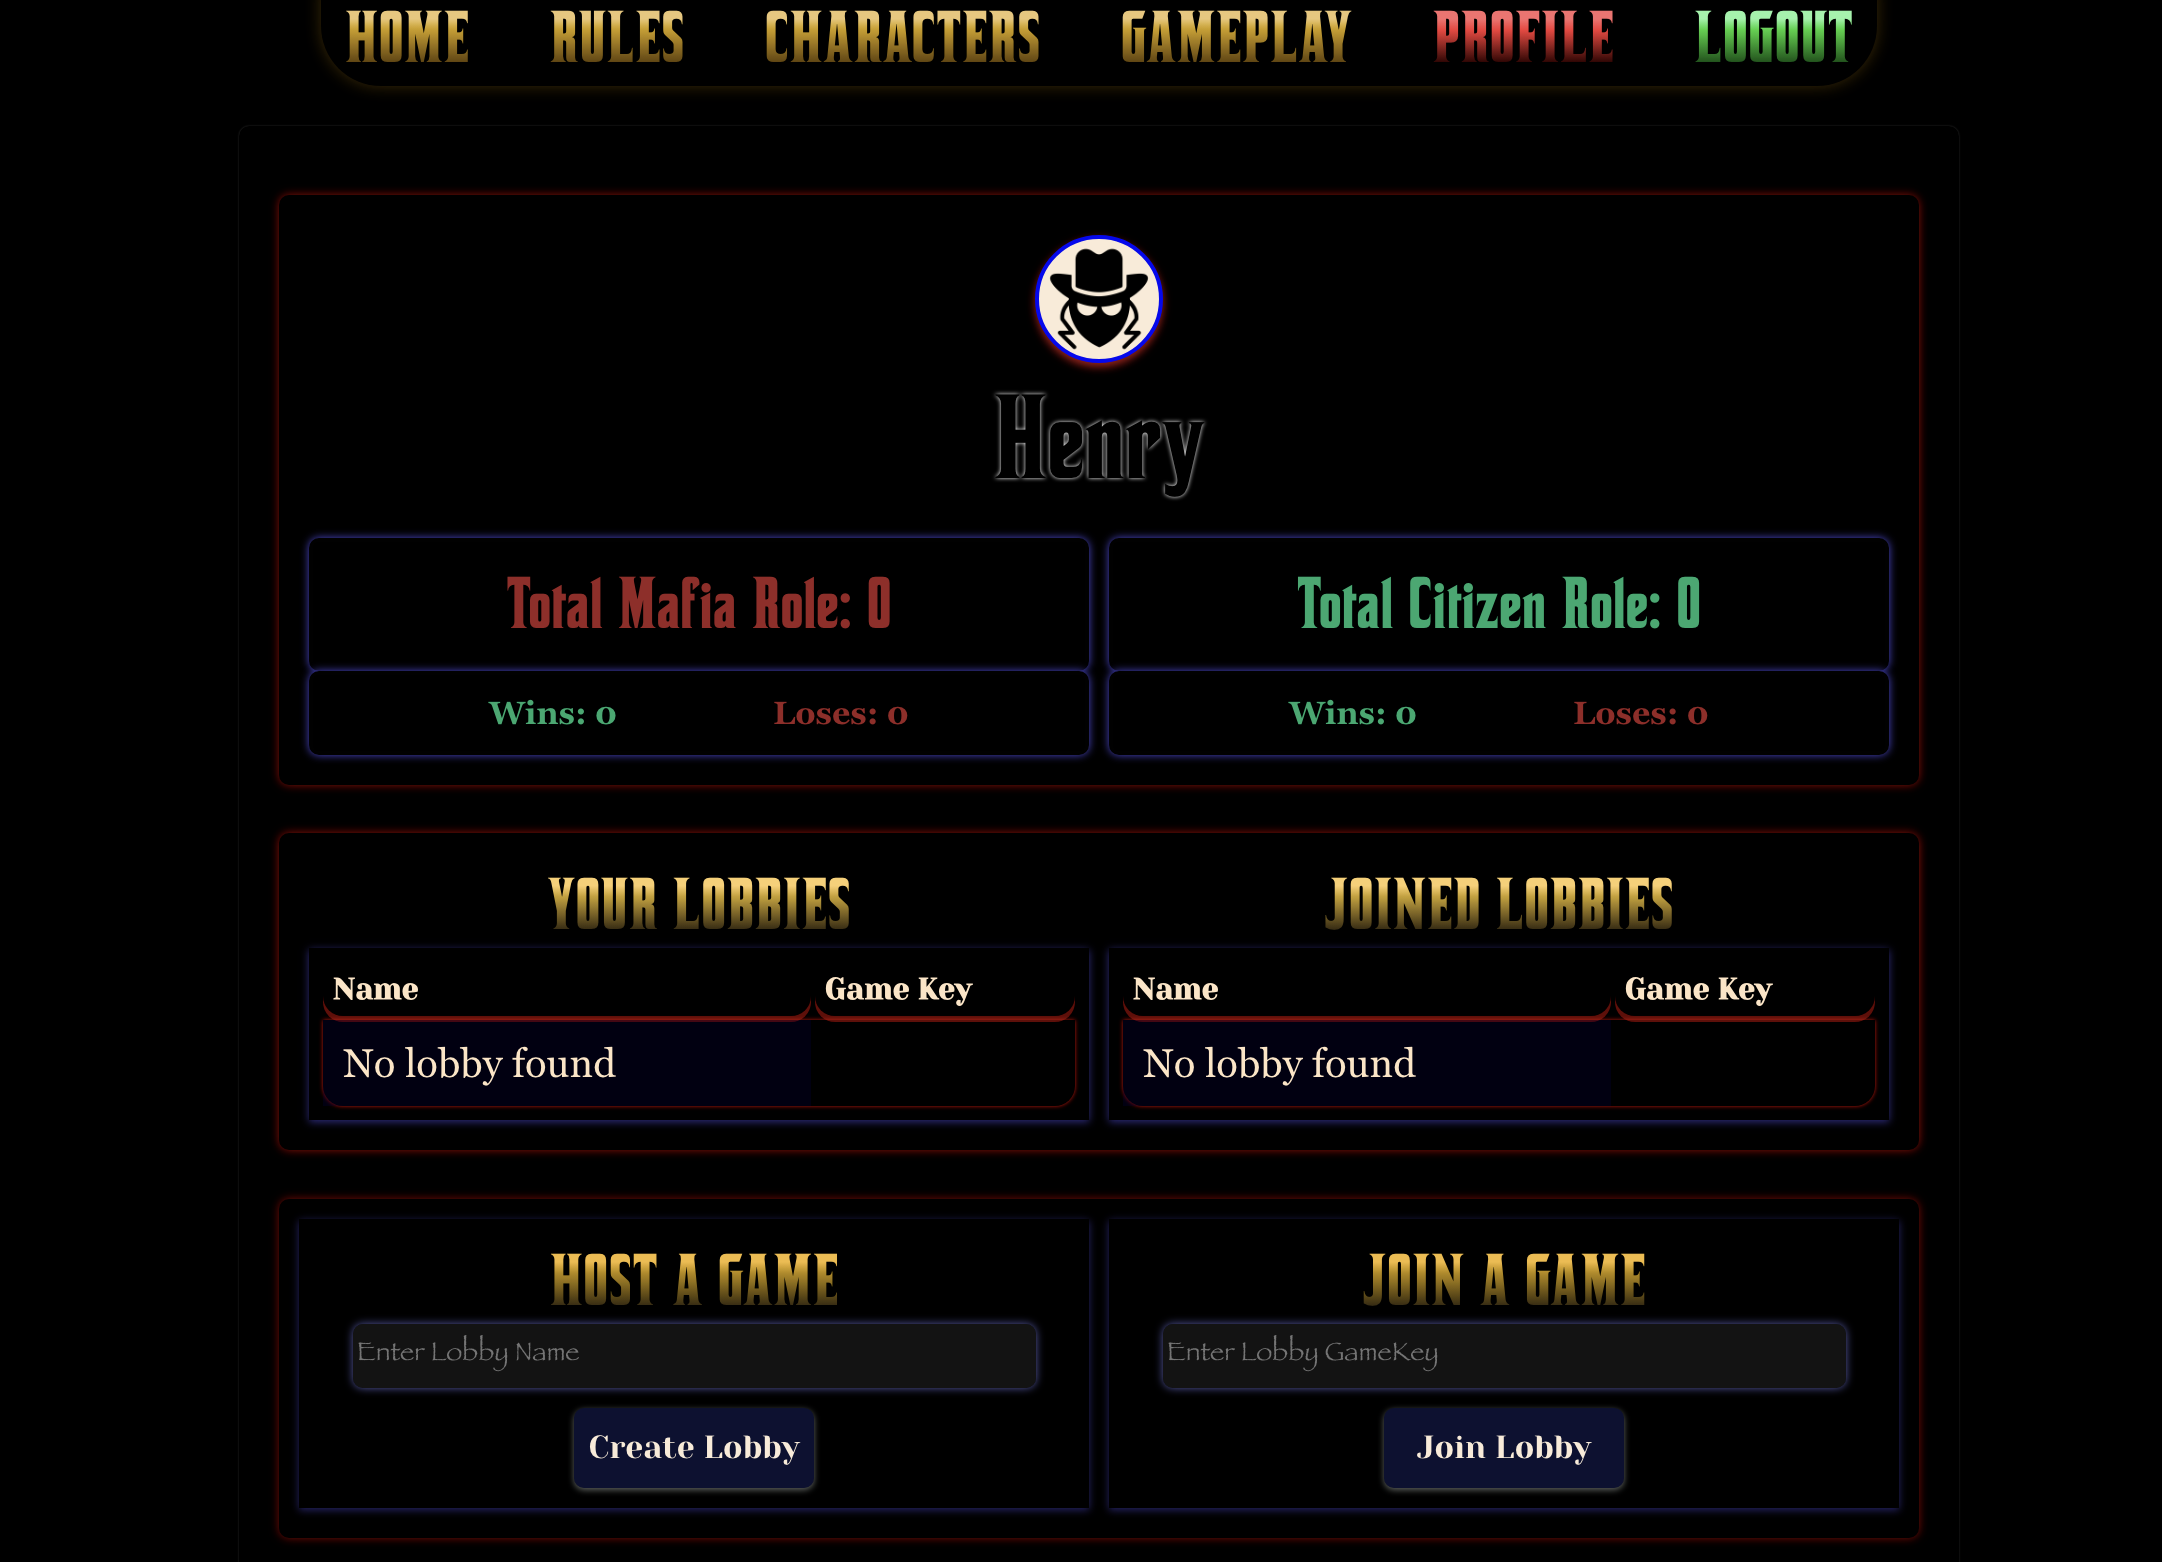 HOME RULES CHARACTERS GAMEPLAY PROFILE LOGOUT
Henry
Total Mafia Role: 0
Wins: 0 Loses: 0
Total Citizen Role: 0
Wins: 0 Loses: 0
YOUR LOBBIES
Name Game Key
No lobby found
JOINED LOBBIES
Name Game Key
No lobby found
HOST A GAME
Enter Lobby Name
Create Lobby
JOIN A GAME
Enter Lobby GameKey
Join Lobby